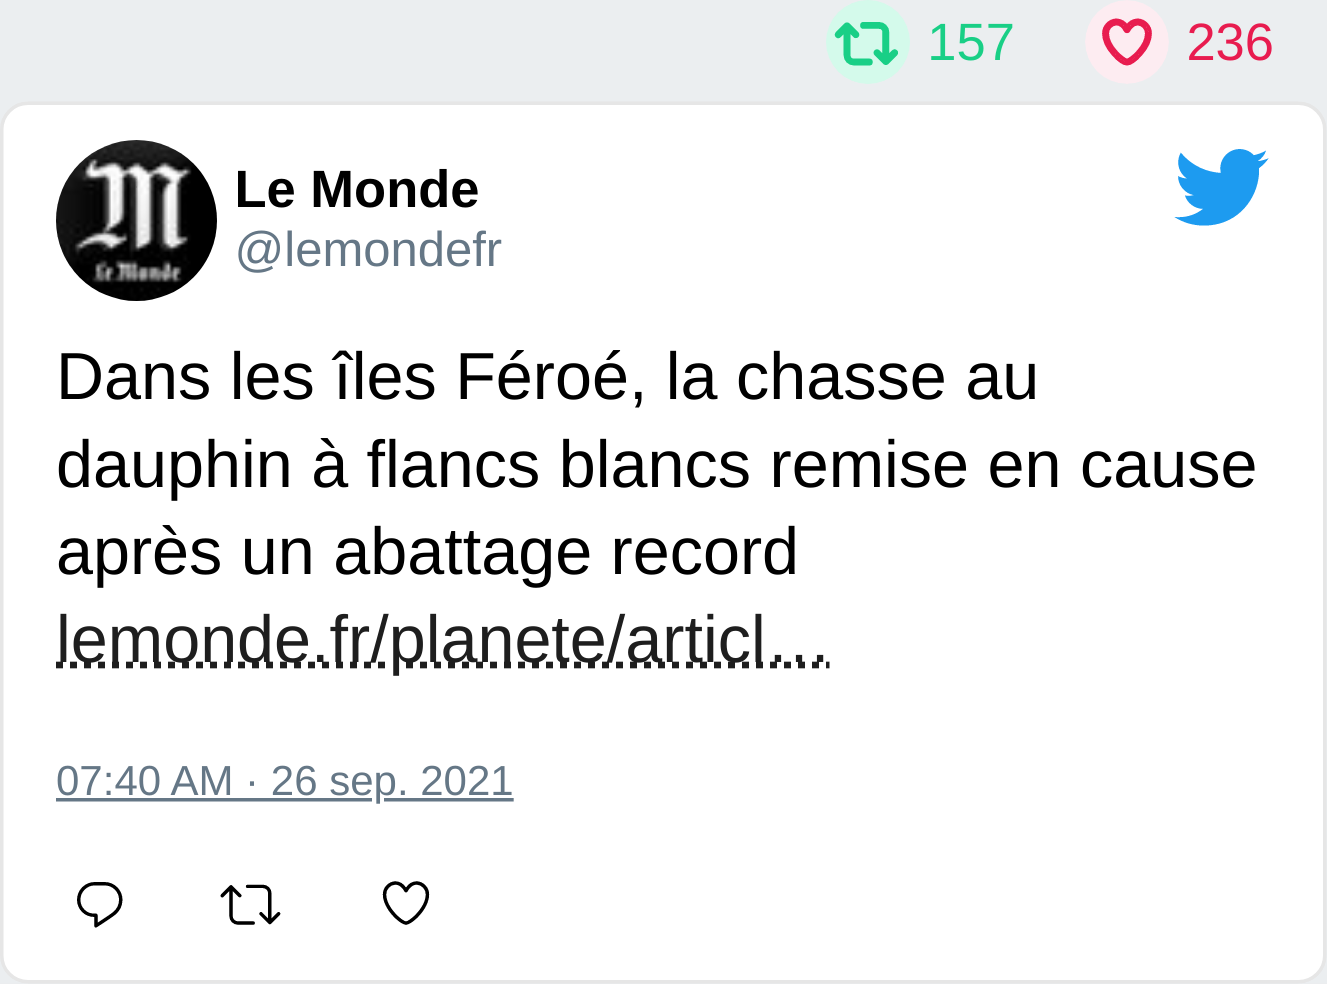 157 236
Le Monde
Le Monde
@lemondefr
Dans les îles Féroé, la chasse au
dauphin à flancs blancs remise en cause
après un abattage record
lemonde.fr/planete/articl…
07:40 AM · 26 sep. 2021